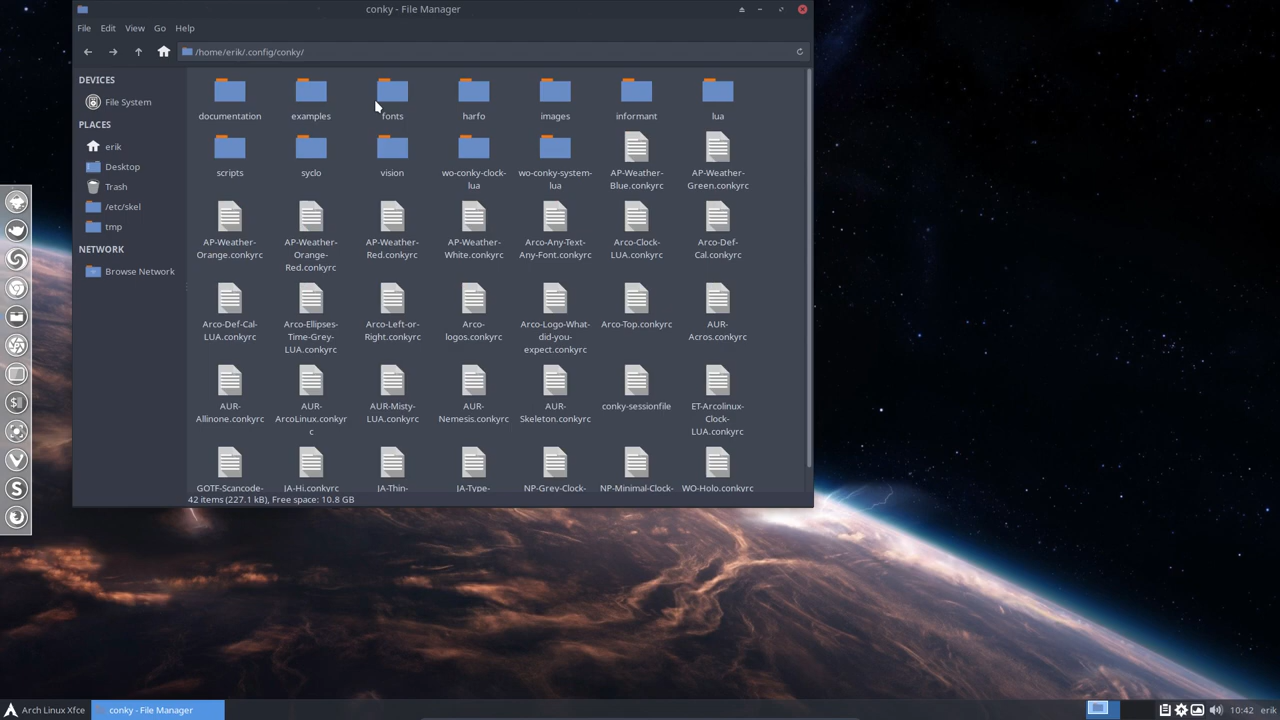 conky - File Manager
File Edit View Go Help
/home/erik/.config/conky/
DEVICES
File System
PLACES
erik
Desktop
Trash
/etc/skel
tmp
NETWORK
Browse Network
documentation examples fonts harfo images informant lua
scripts syclo vision wo-conky-clock- wo-conky-system- AP-Weather- AP-Weather-
lua lua Blue.conkyrc Green.conkyrc
AP-Weather- AP-Weather- AP-Weather- AP-Weather- Arco-Any-Text- Arco-Clock- Arco-Def-
Orange.conkyrc Orange- Red.conkyrc White.conkyrc Any-Font.conkyrc LUA.conkyrc Cal.conkyrc
Red.conkyrc
Arco-Def-Cal- Arco-Ellipses- Arco-Left-or- Arco- Arco-Logo-What- Arco-Top.conkyrc AUR-
LUA.conkyrc Time-Grey- Right.conkyrc logos.conkyrc did-you- Acros.conkyrc
LUA.conkyrc expect.conkyrc
AUR- AUR- AUR-Misty- AUR- AUR- conky-sessionfile ET-Arcolinux-
Allinone.conkyrc ArcoLinux.conkyr LUA.conkyrc Nemesis.conkyrc Skeleton.conkyrc Clock-
c LUA.conkyrc
GOTF-Scancode- JA-Hi.conkyrc JA-Thin- JA-Type- NP-Grey-Clock- NP-Minimal-Clock- WO-Holo.conkyrc
42 items (227.1 kB), Free space: 10.8 GB
Arch Linux Xfce conky - File Manager 10:42 erik